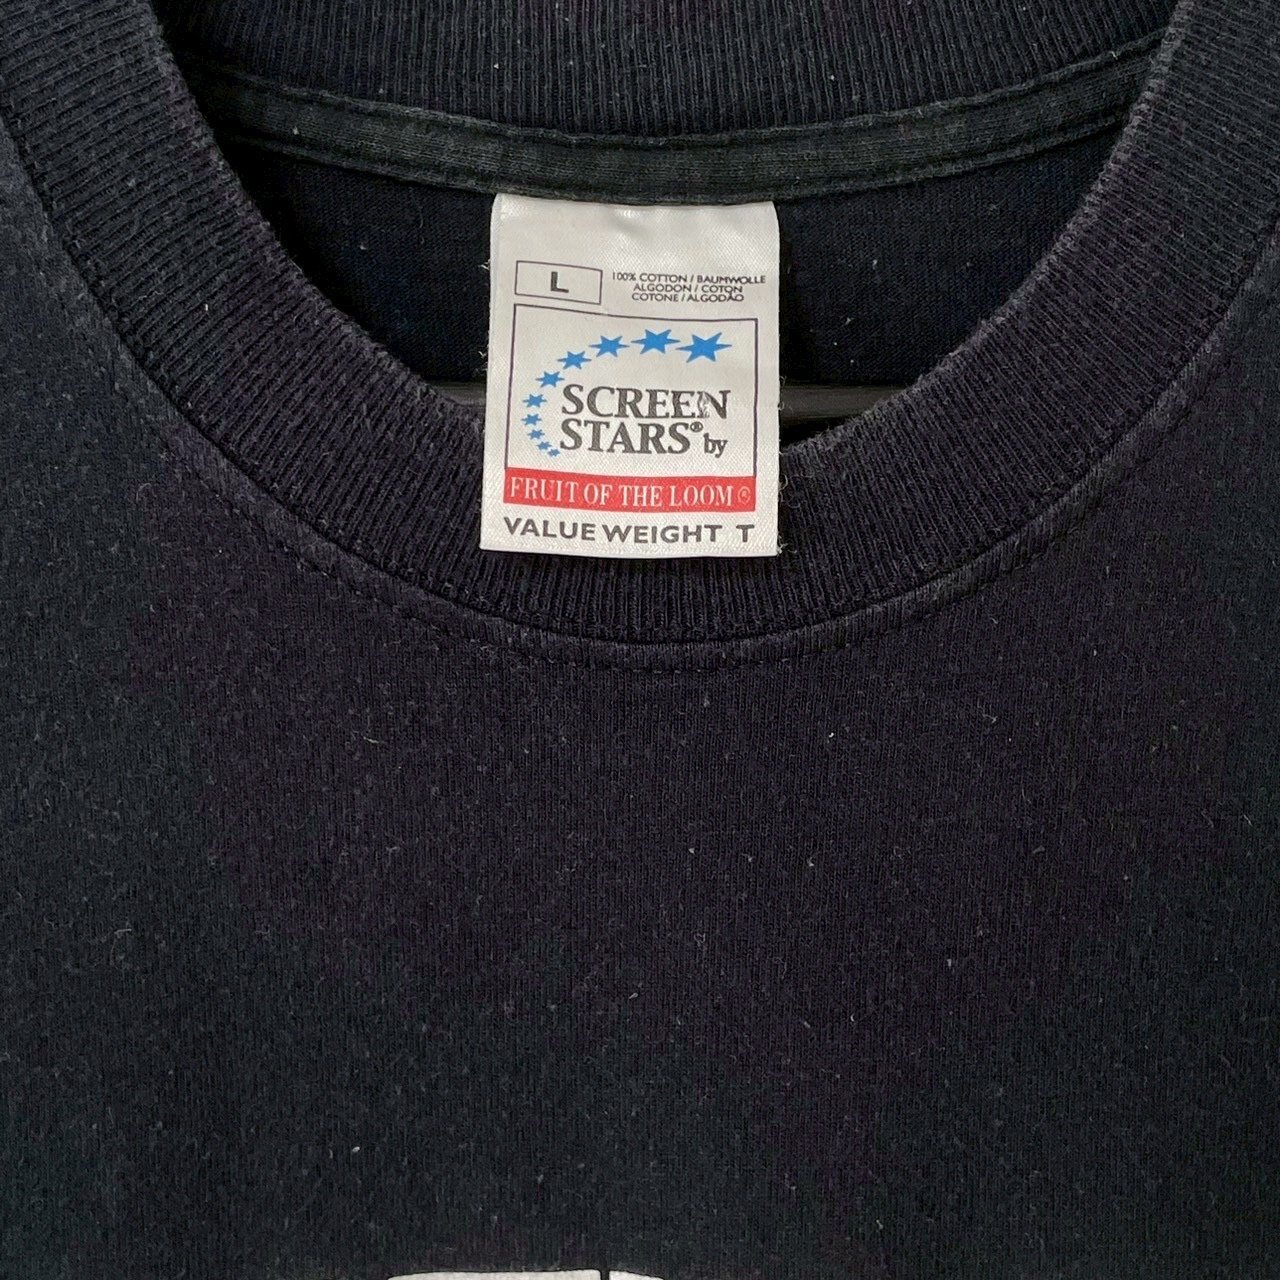 L
100% COTTON / BAUMWOLLE
ALGODON / COTON
COTONE / ALGODÃO
SCREEN
STARS® by
FRUIT OF THE LOOM®
VALUE WEIGHT T